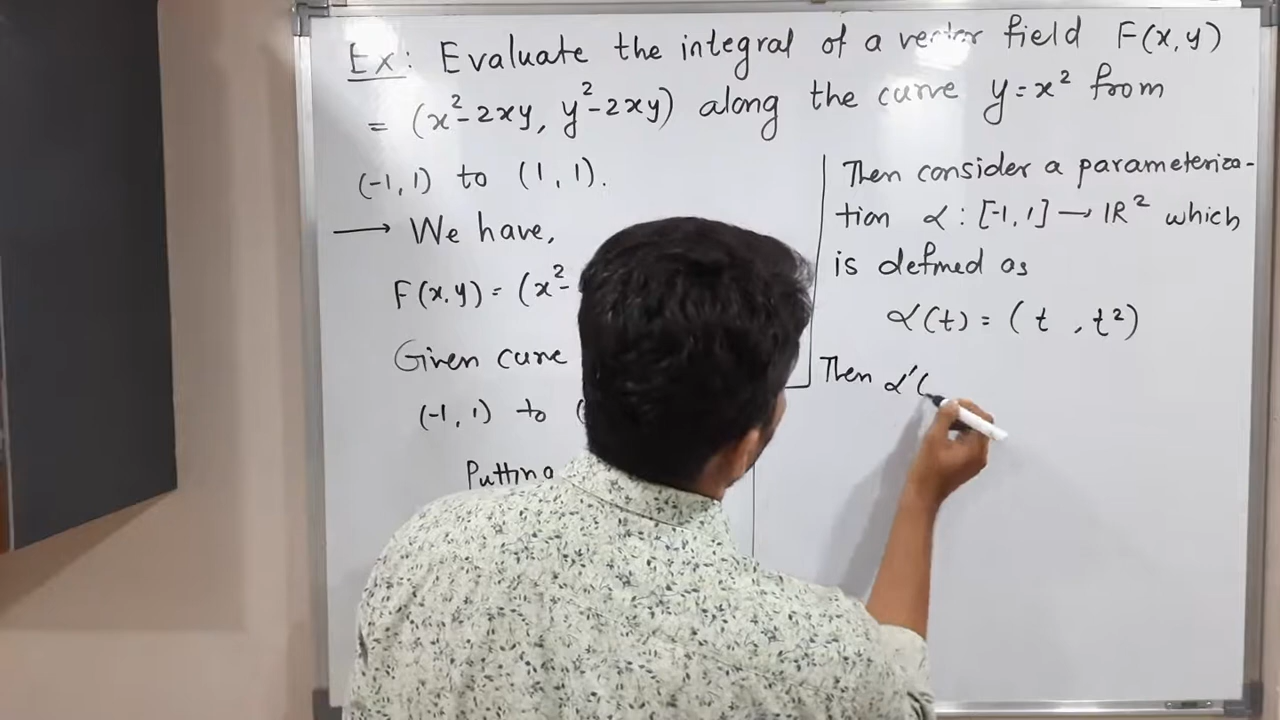 Ex: Evaluate the integral of a vector field F(x,y)
= (x²-2xy, y²-2xy) along the curve y=x² from
(-1,1) to (1,1).
→ We have,
F(x.y) = (x²-
Given curve
(-1,1) to (
Putting
Then consider a parameteriza-
tion α : [-1,1] → IR² which
is defined as
α(t) = (t , t²)
Then α'(